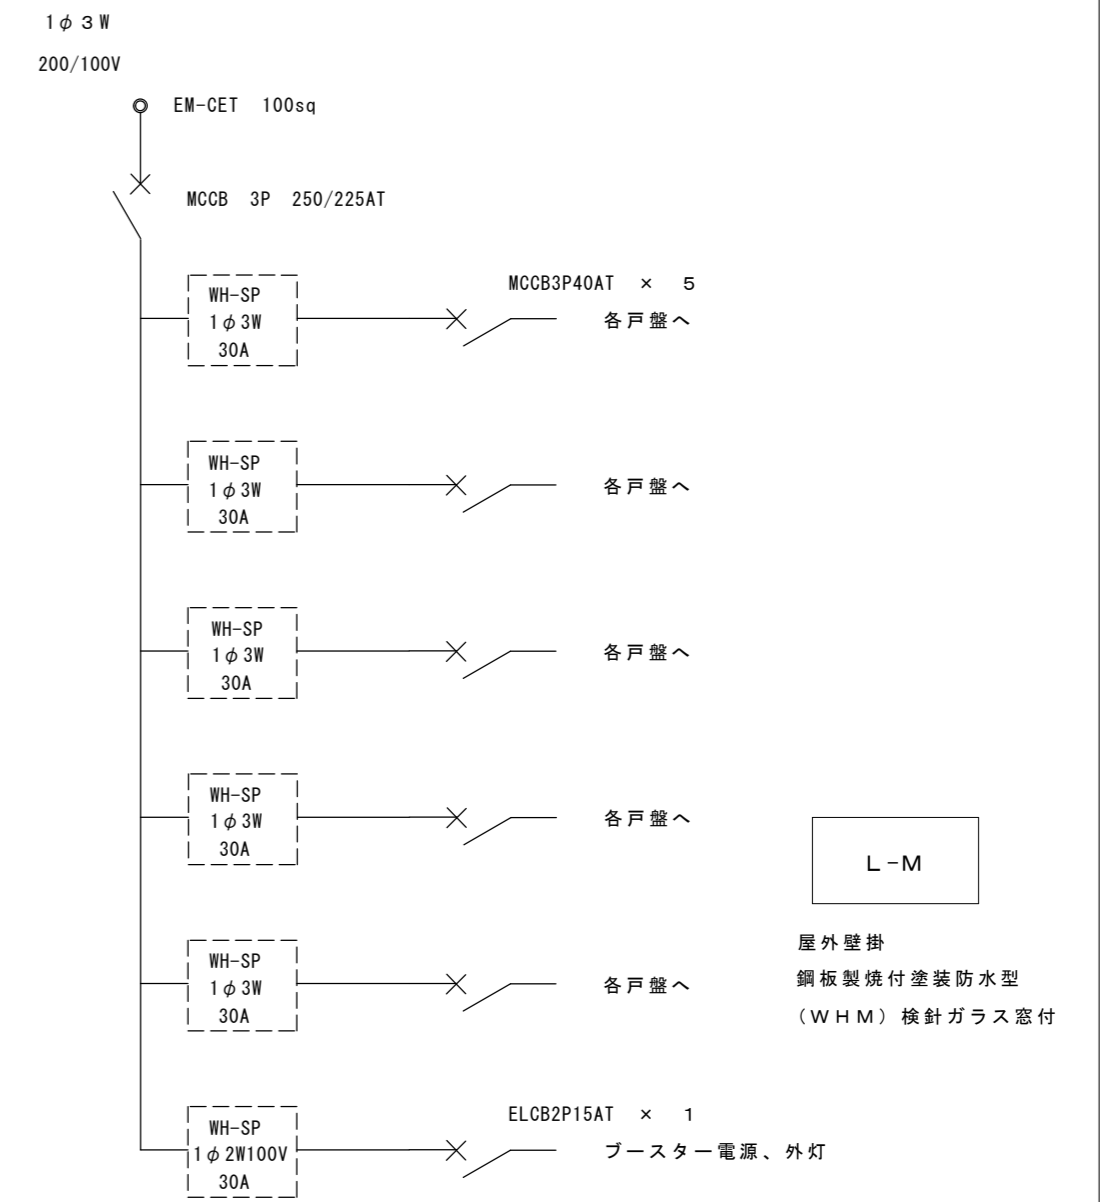 1φ3W
200/100V
EM-CET 100sq
MCCB 3P 250/225AT
MCCB3P40AT × 5
WH-SP
1φ3W
30A
各戸盤へ
WH-SP
1φ3W
30A
各戸盤へ
WH-SP
1φ3W
30A
各戸盤へ
WH-SP
1φ3W
30A
各戸盤へ
L-M
屋外壁掛
鋼板製焼付塗装防水型
(WHM)検針ガラス窓付
WH-SP
1φ3W
30A
各戸盤へ
ELCB2P15AT × 1
WH-SP
1φ2W100V
30A
ブースター電源、外灯